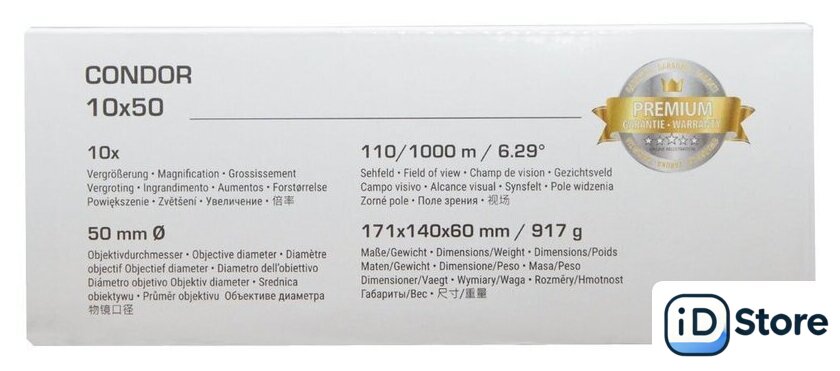 CONDOR
10x50
10x
Vergrößerung • Magnification • Grossissement
Vergroting • Ingrandimento • Aumentos • Forstørrelse
Powiększenie • Zvětšení • Увеличение • 倍率
50 mm Ø
Objektivdurchmesser • Objective diameter • Diamètre
objectif Objectief diameter • Diametro dell'obiettivo
Diámetro objetivo Objektiv diameter • Srednica
obiektywu • Průměr objektivu Объективе диаметра
物镜口径
110/1000 m / 6.29°
Sehfeld • Field of view • Champ de vision • Gezichtsveld
Campo visivo • Alcance visual • Synsfelt • Pole widzenia
Zorné pole • Поле зрения • 视场
171x140x60 mm / 917 g
Maße/Gewicht • Dimensions/Weight • Dimensions/Poids
Maten/Gewicht • Dimensione/Peso • Masa/Peso
Dimensioner/Vaegt • Wymiary/Waga • Rozměry/Hmotnost
Габариты/Вес • 尺寸/重量
PREMIUM
GARANTIE • WARRANTY
iD Store